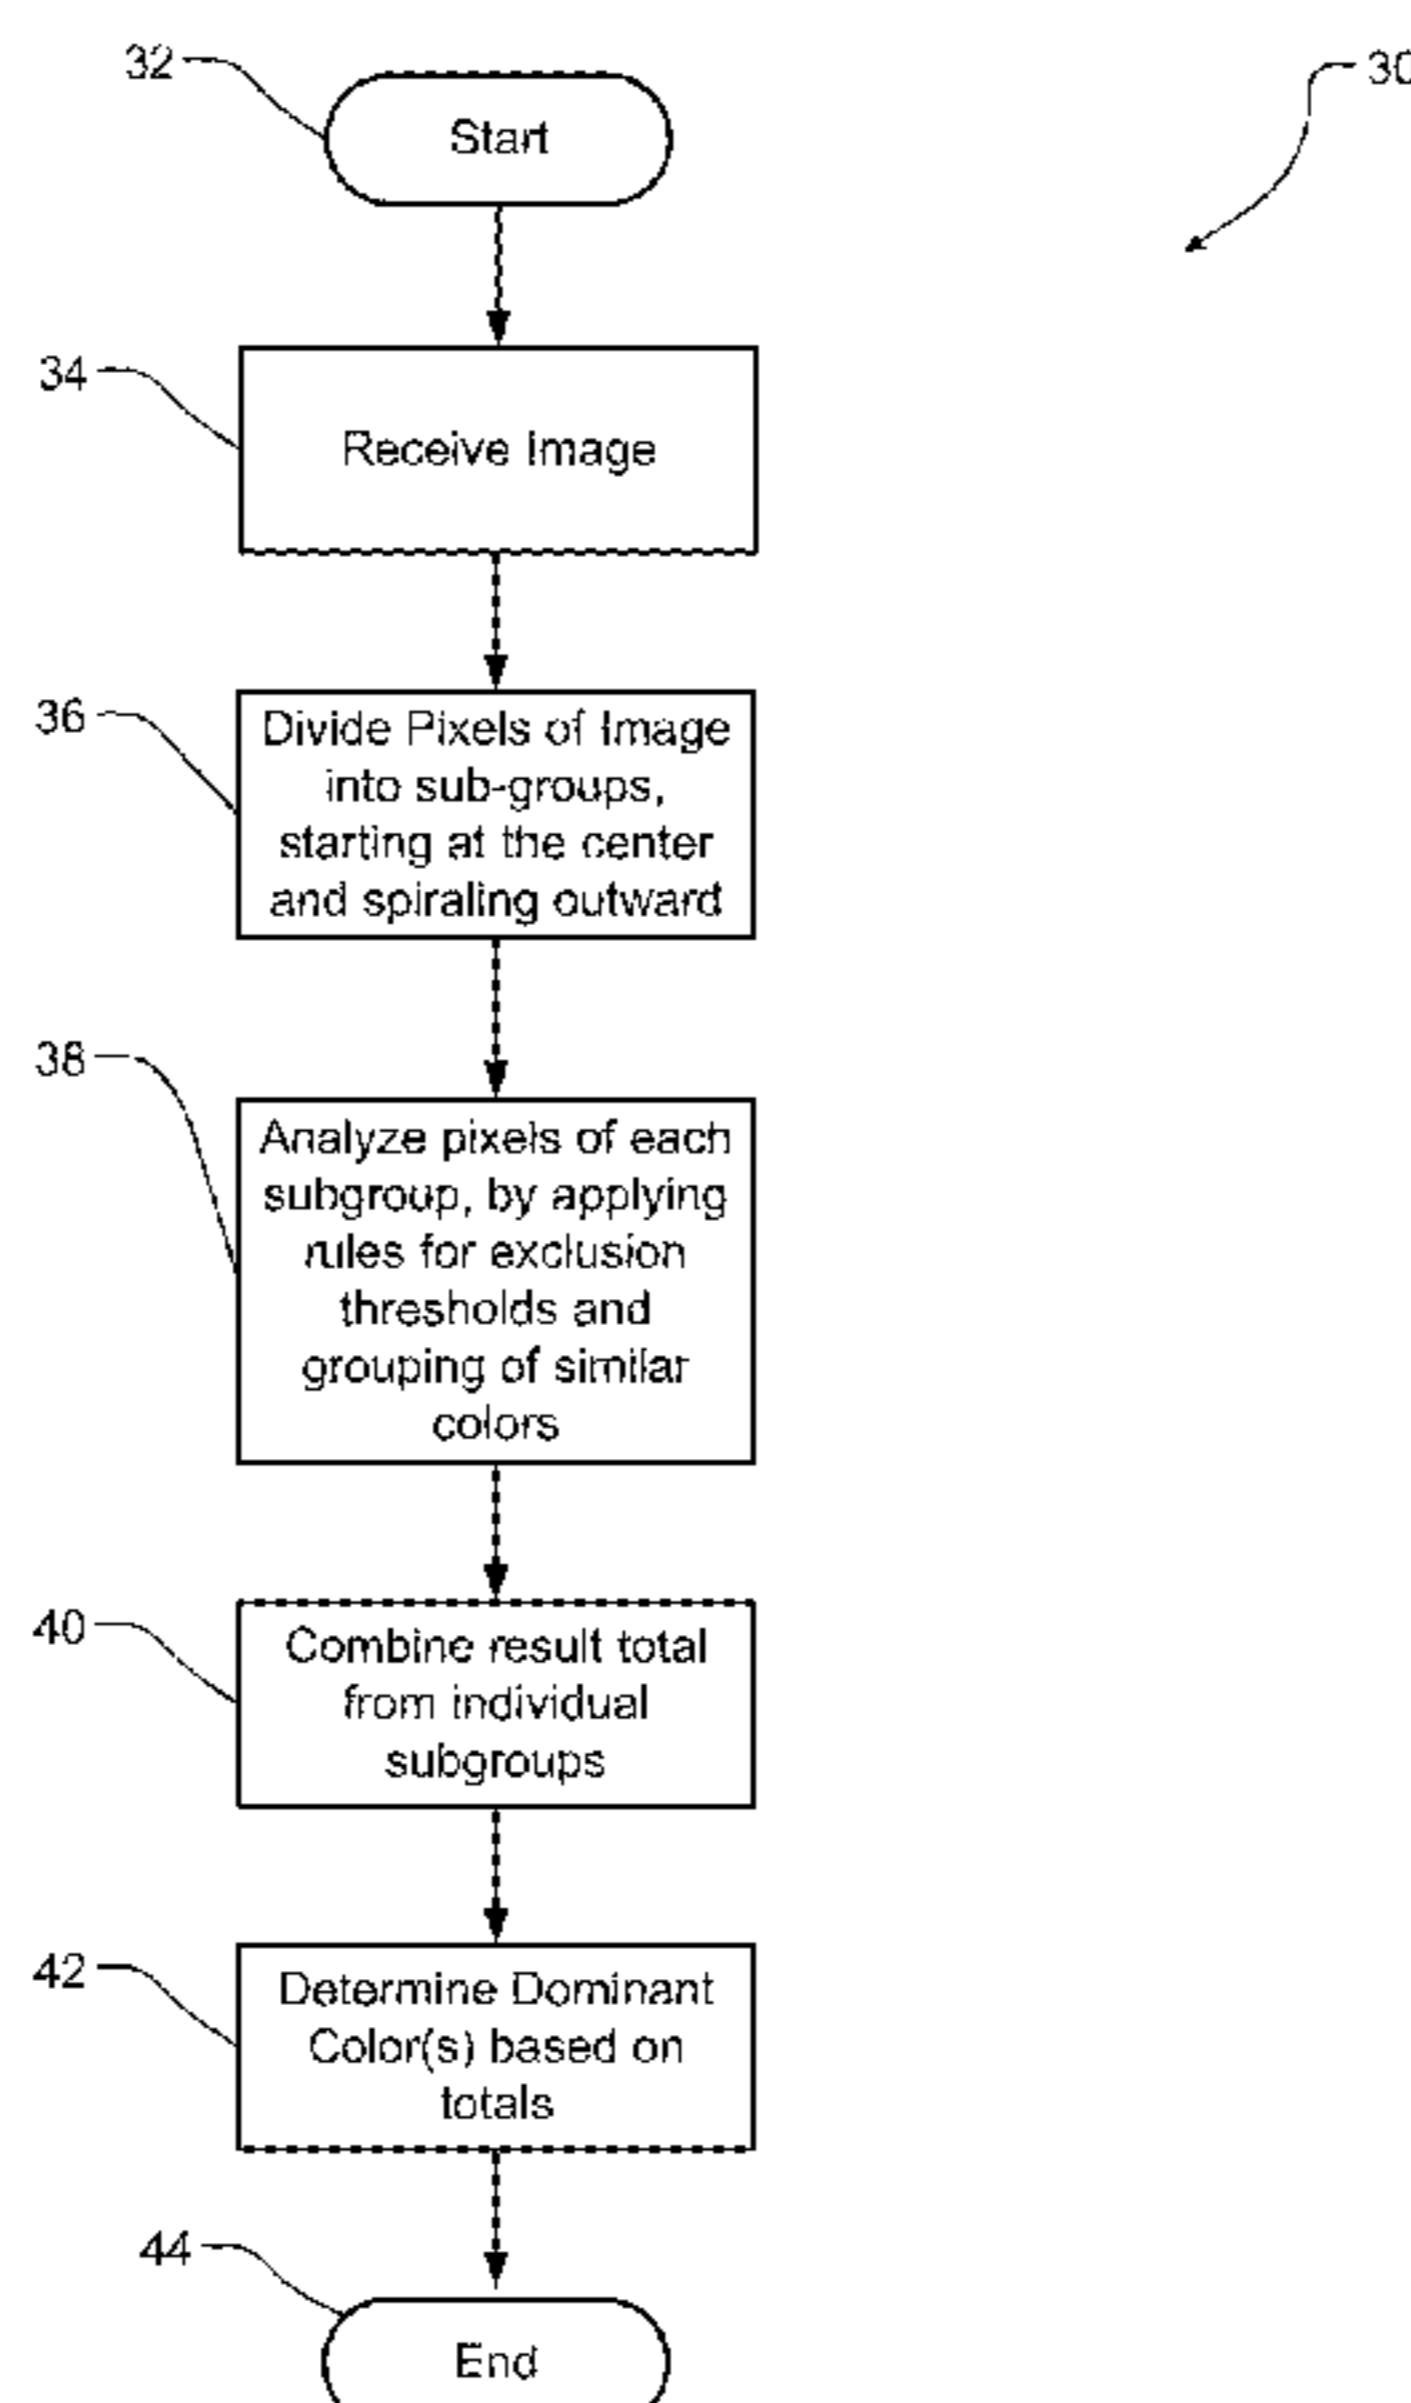 32
Start
30
34
Receive Image
36
Divide Pixels of Image
into sub-groups,
starting at the center
and spiraling outward
38
Analyze pixels of each
subgroup, by applying
rules for exclusion
thresholds and
grouping of similar
colors
40
Combine result total
from individual
subgroups
42
Determine Dominant
Color(s) based on
totals
44
End